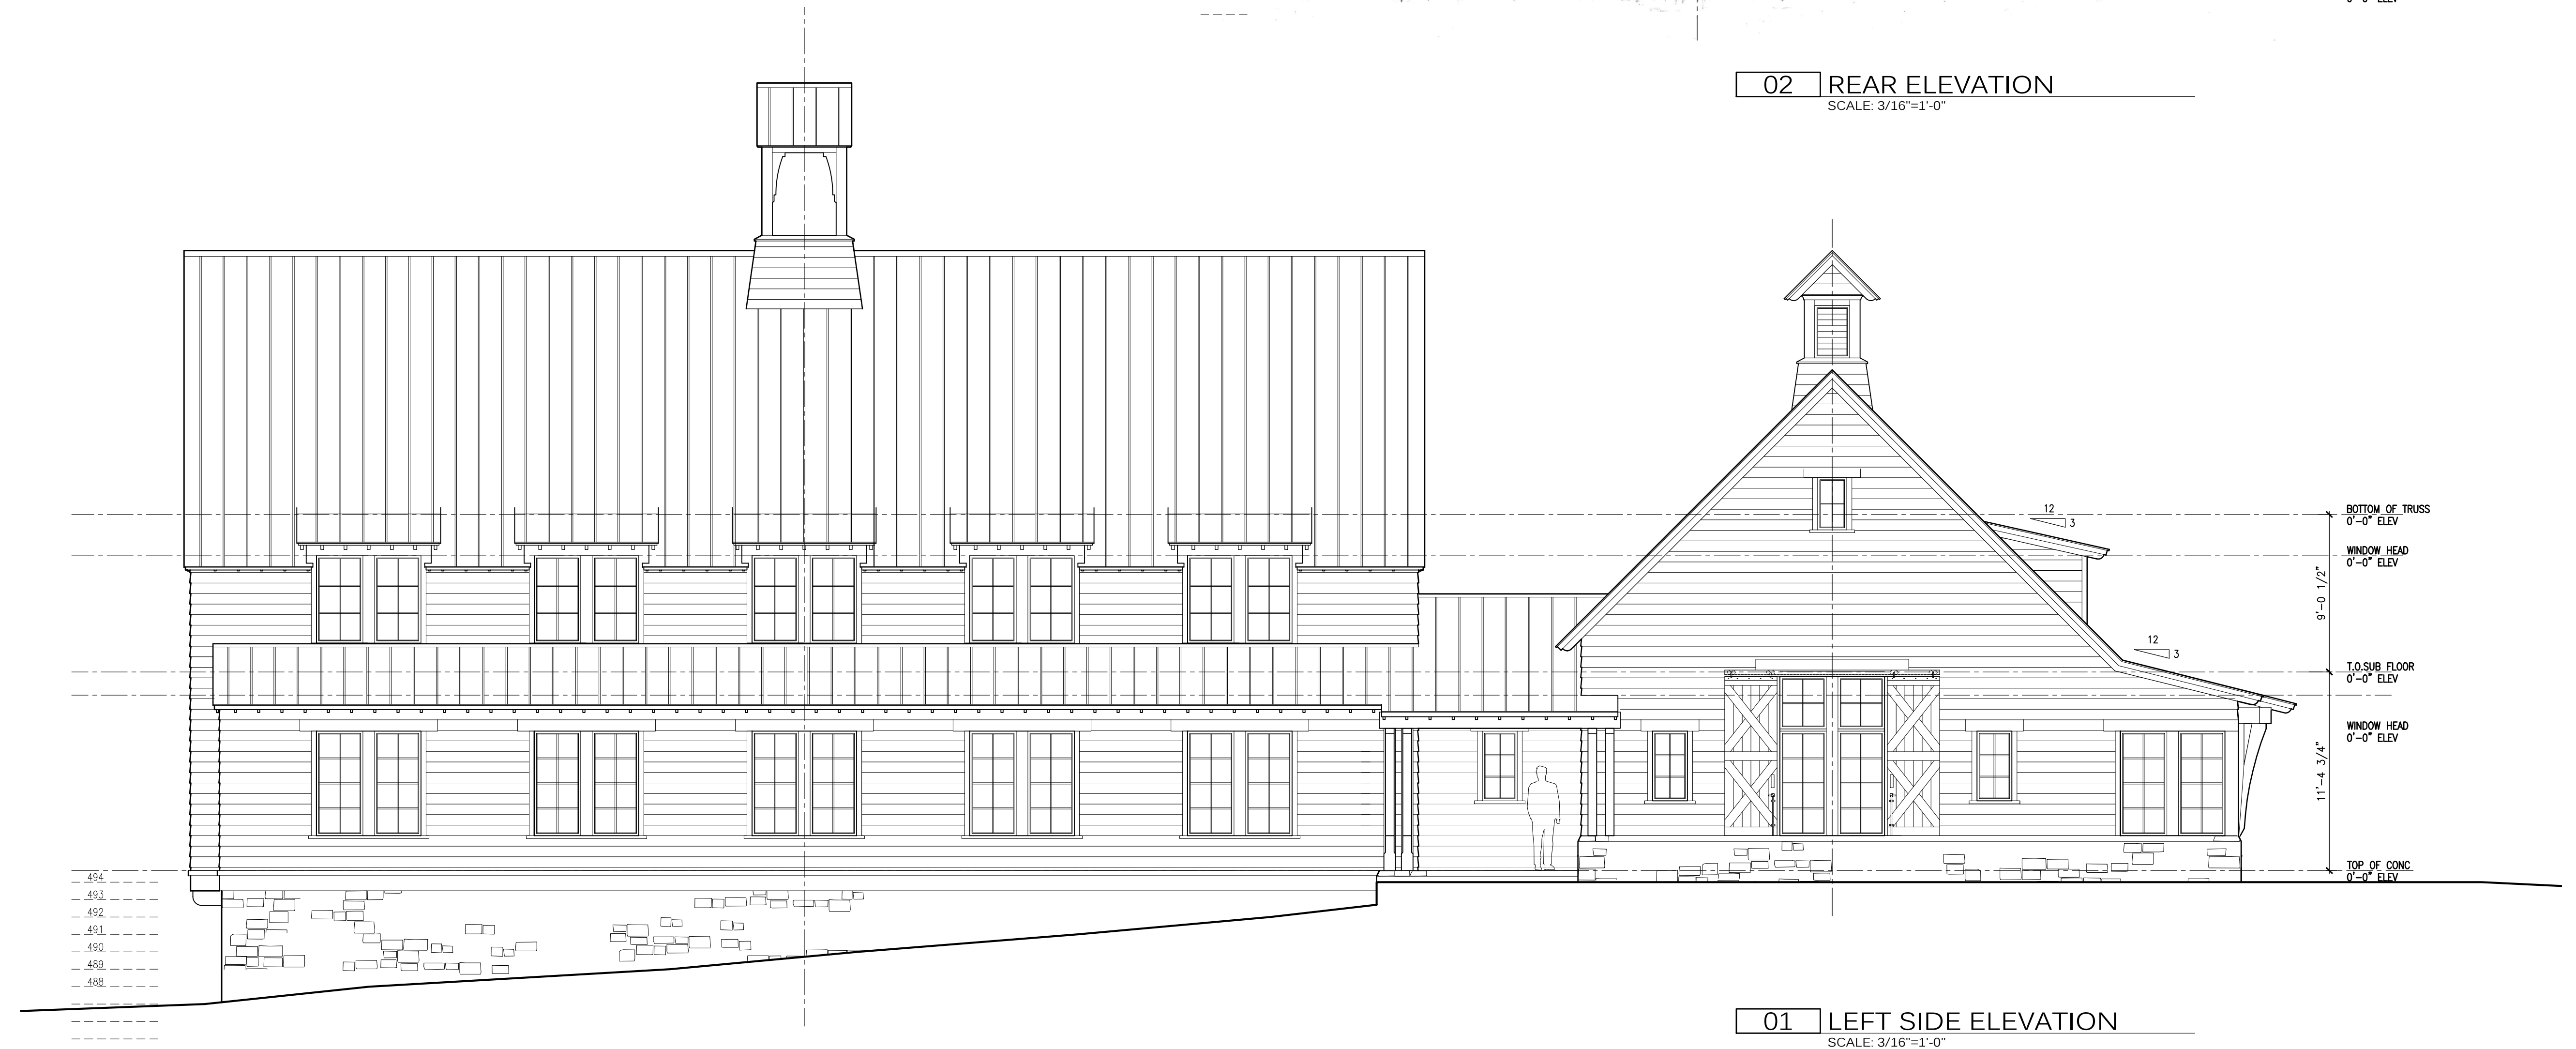 0'-0" ELEV
02 REAR ELEVATION
SCALE: 3/16"=1'-0"
12
3
BOTTOM OF TRUSS
0'-0" ELEV
WINDOW HEAD
0'-0" ELEV
9'-0 1/2"
12
3
T.O.SUB FLOOR
0'-0" ELEV
WINDOW HEAD
0'-0" ELEV
11'-4 3/4"
TOP OF CONC
0'-0" ELEV
494
493
492
491
490
489
488
01 LEFT SIDE ELEVATION
SCALE: 3/16"=1'-0"